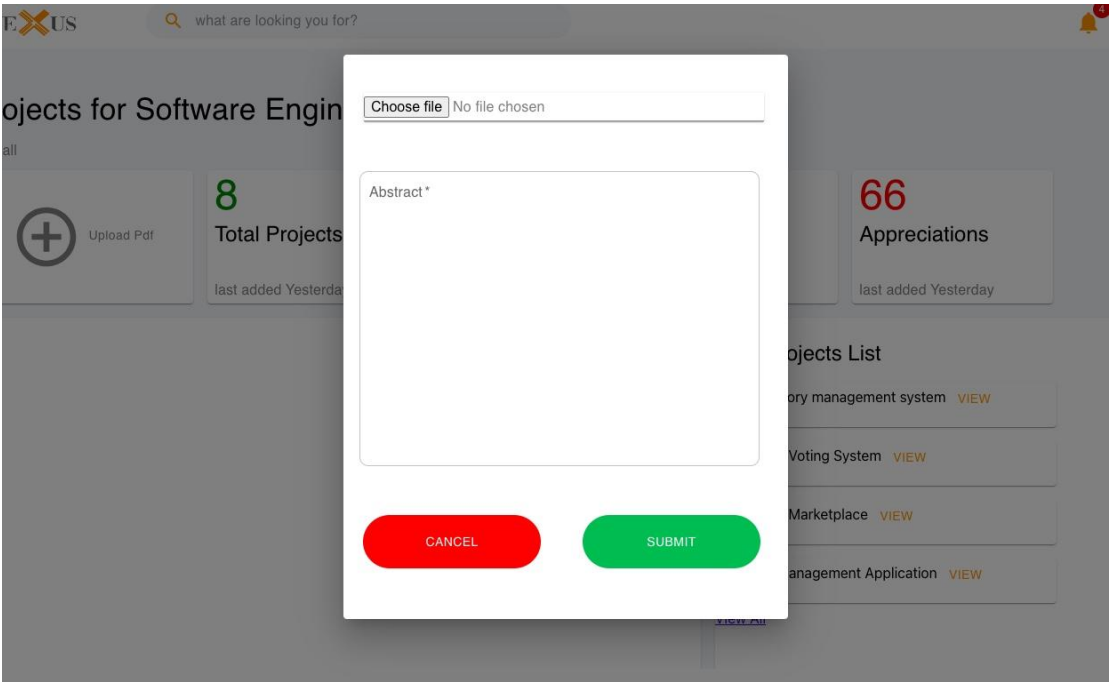 EXUS
what are looking you for?
4
Choose file No file chosen
ojects for Software Engin
all
Abstract *
Upload Pdf
8
Total Projects
last added Yesterda
66
Appreciations
last added Yesterday
ojects List
ory management system VIEW
Voting System VIEW
Marketplace VIEW
anagement Application VIEW
CANCEL
SUBMIT
View All